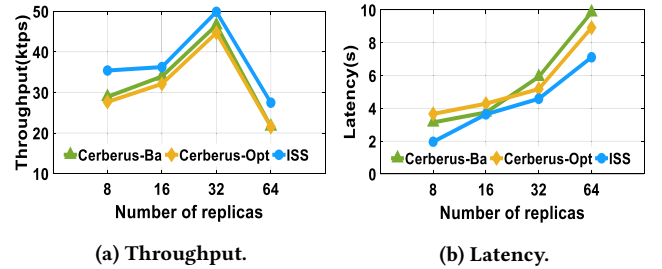 50
40
30
20
10
Throughput(ktps)
Cerberus-Ba Cerberus-Opt ISS
8 16 32 64
Number of replicas
(a) Throughput.
10
8
6
4
2
0
Latency(s)
Cerberus-Ba Cerberus-Opt ISS
8 16 32 64
Number of replicas
(b) Latency.